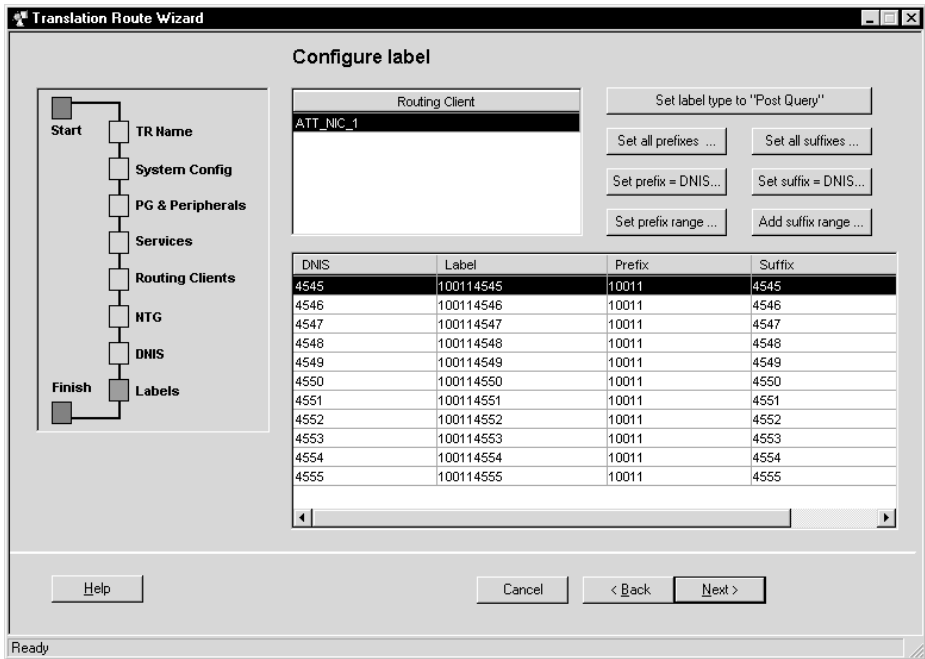 Translation Route Wizard
Configure label
Start
TR Name
System Config
PG & Peripherals
Services
Routing Clients
NTG
DNIS
Finish
Labels
Routing Client
ATT_NIC_1
Set label type to "Post Query"
Set all prefixes ...
Set all suffixes ...
Set prefix = DNIS...
Set suffix = DNIS...
Set prefix range ...
Add suffix range ...
DNIS Label Prefix Suffix
4545 100114545 10011 4545
4546 100114546 10011 4546
4547 100114547 10011 4547
4548 100114548 10011 4548
4549 100114549 10011 4549
4550 100114550 10011 4550
4551 100114551 10011 4551
4552 100114552 10011 4552
4553 100114553 10011 4553
4554 100114554 10011 4554
4555 100114555 10011 4555
Help
Cancel
< Back
Next >
Ready